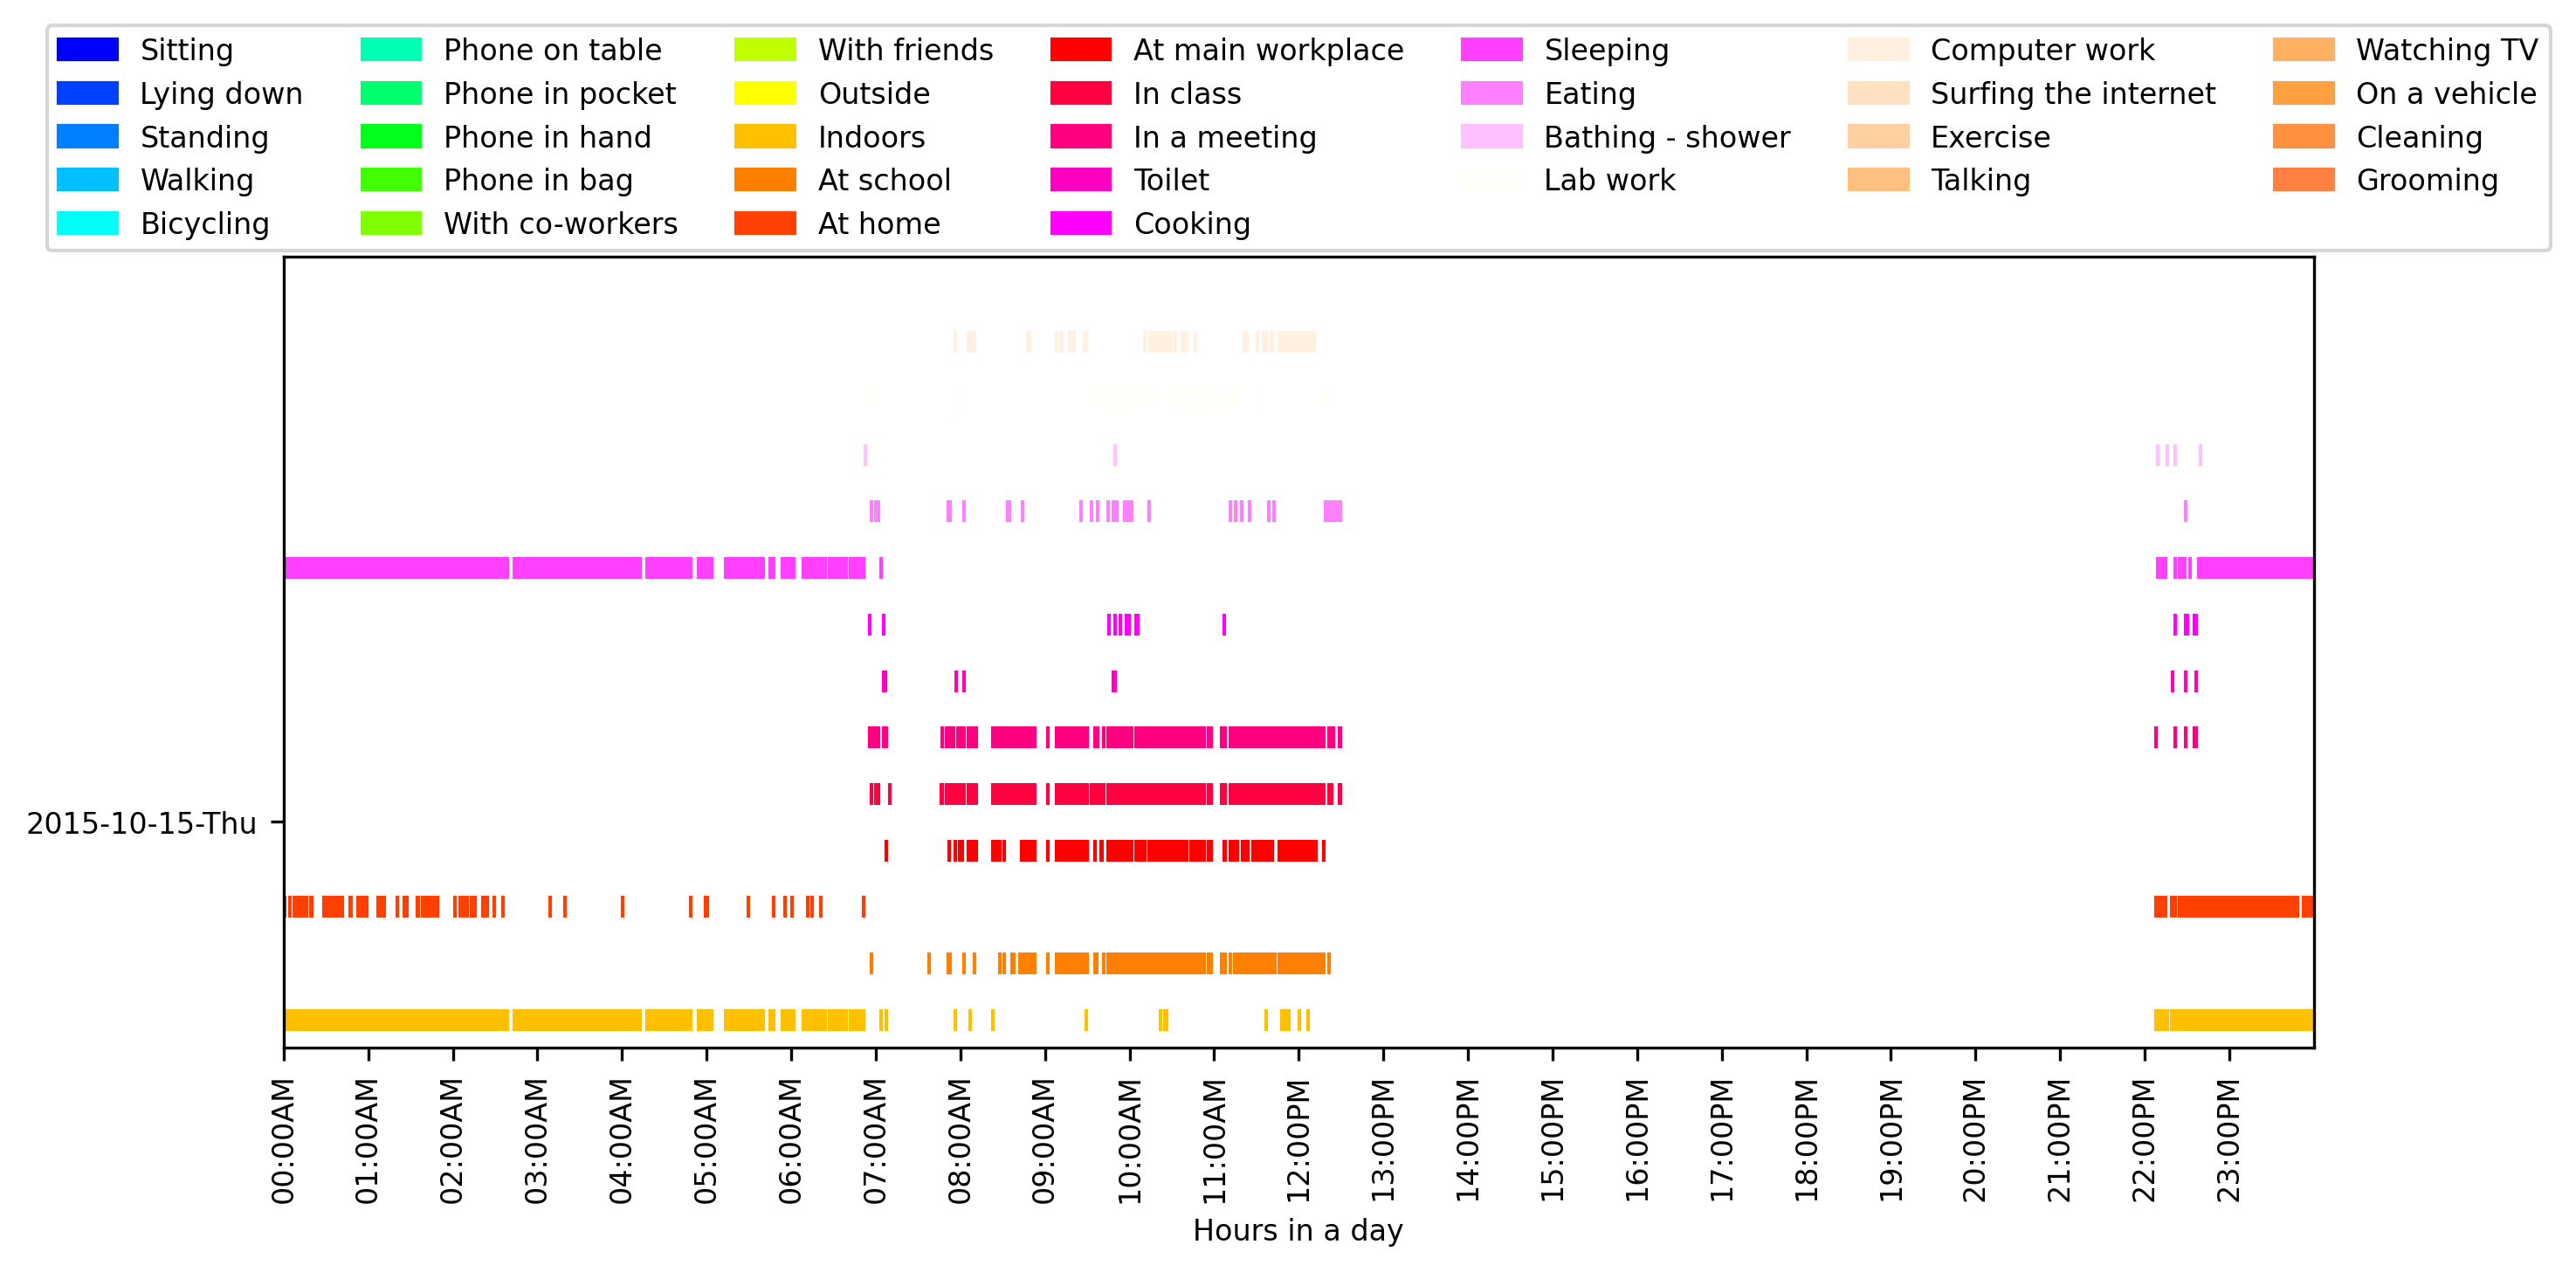 Sitting
Lying down
Standing
Walking
Bicycling
Phone on table
Phone in pocket
Phone in hand
Phone in bag
With co-workers
With friends
Outside
Indoors
At school
At home
At main workplace
In class
In a meeting
Toilet
Cooking
Sleeping
Eating
Bathing - shower
Lab work
Computer work
Surfing the internet
Exercise
Talking
Watching TV
On a vehicle
Cleaning
Grooming
2015-10-15-Thu
00:00AM
01:00AM
02:00AM
03:00AM
04:00AM
05:00AM
06:00AM
07:00AM
08:00AM
09:00AM
10:00AM
11:00AM
12:00PM
13:00PM
14:00PM
15:00PM
16:00PM
17:00PM
18:00PM
19:00PM
20:00PM
21:00PM
22:00PM
23:00PM
Hours in a day